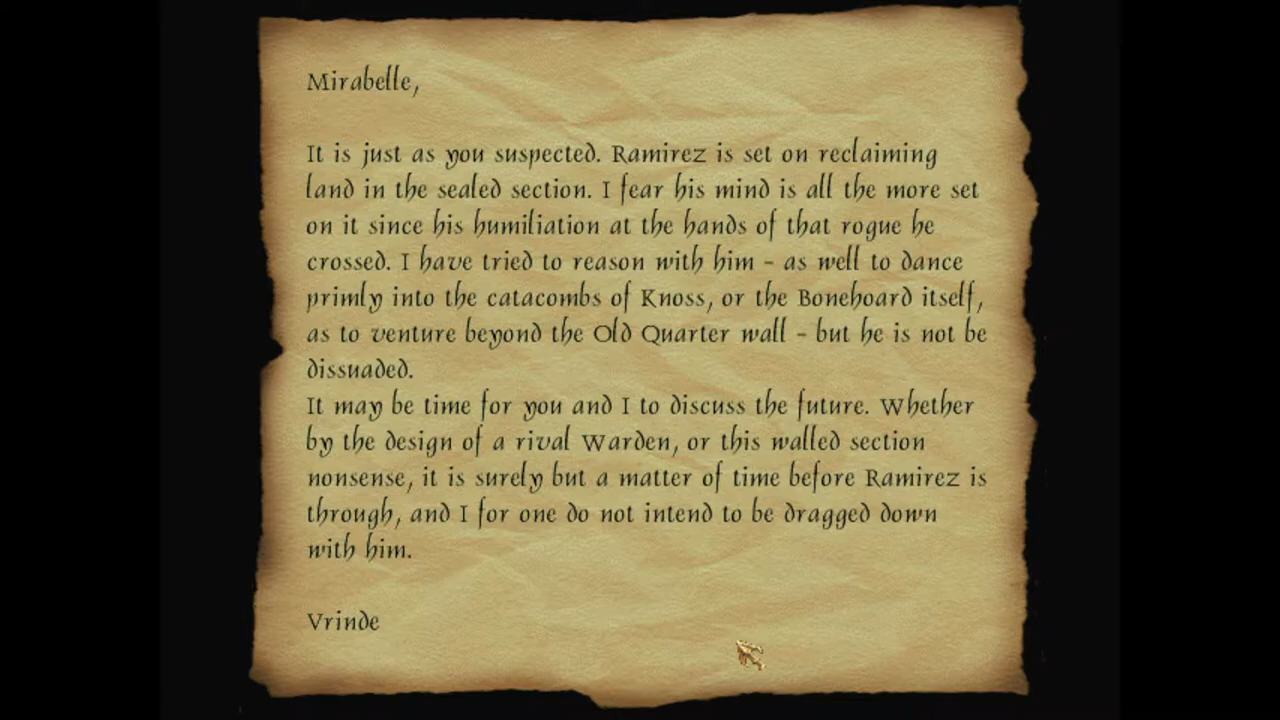 Mirabelle,
It is just as you suspected. Ramirez is set on reclaiming
land in the sealed section. I fear his mind is all the more set
on it since his humiliation at the hands of that rogue he
crossed. I have tried to reason with him - as well to dance
primly into the catacombs of Knoss, or the Bonehoard itself,
as to venture beyond the Old Quarter wall - but he is not be
dissuaded.
It may be time for you and I to discuss the future. Whether
by the design of a rival Warden, or this walled section
nonsense, it is surely but a matter of time before Ramirez is
through, and I for one do not intend to be dragged down
with him.
Vrinde